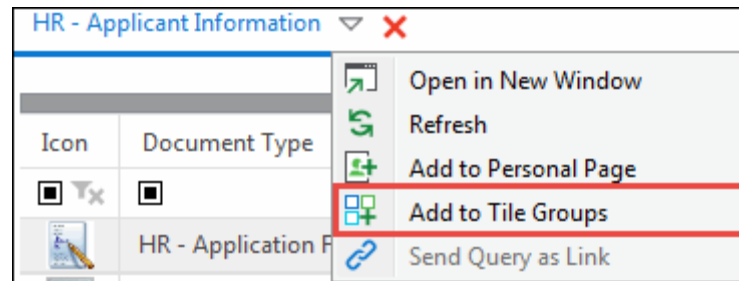 HR - Applicant Information
Open in New Window
Refresh
Icon Document Type
Add to Personal Page
Add to Tile Groups
HR - Application
Send Query as Link